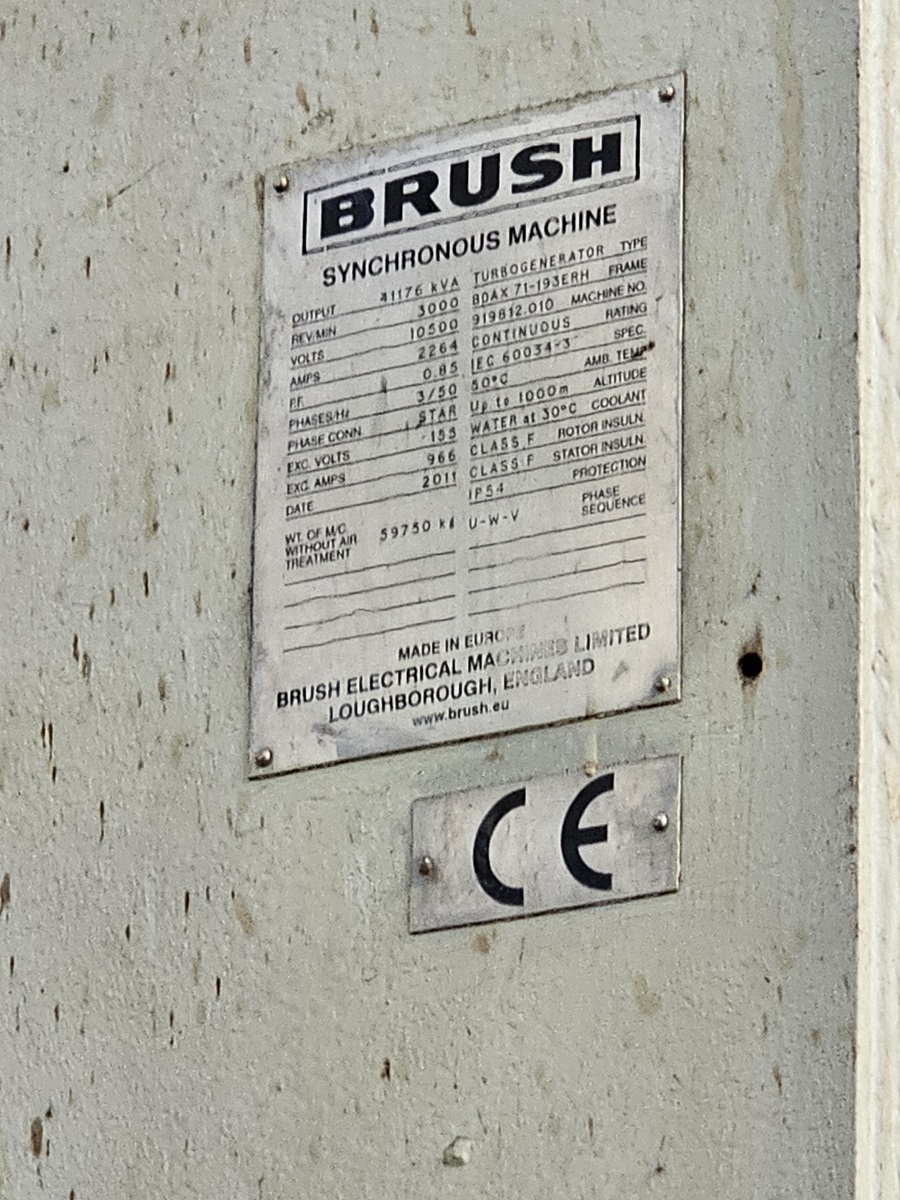 BRUSH
SYNCHRONOUS MACHINE
OUTPUT 41176 kVA TURBOGENERATOR TYPE
REV/MIN 3000 BDAX 71-193ERH FRAME
VOLTS 10500 919812.010 MACHINE NO.
AMPS 2264 CONTINUOUS RATING
P.F. 0.85 IEC 60034-3 SPEC.
PHASES/Hz 3/50 50°C AMB. TEMP
PHASE CONN. STAR Up to 1000m ALTITUDE
EXC. VOLTS 155 WATER at 30°C COOLANT
EXC. AMPS 966 CLASS F ROTOR INSULN.
DATE 2011 CLASS F STATOR INSULN.
IP54 PROTECTION
WT. OF M/C WITHOUT AIR TREATMENT 59750 kg U-W-V PHASE SEQUENCE
MADE IN EUROPE
BRUSH ELECTRICAL MACHINES LIMITED
LOUGHBOROUGH, ENGLAND
www.brush.eu
CE